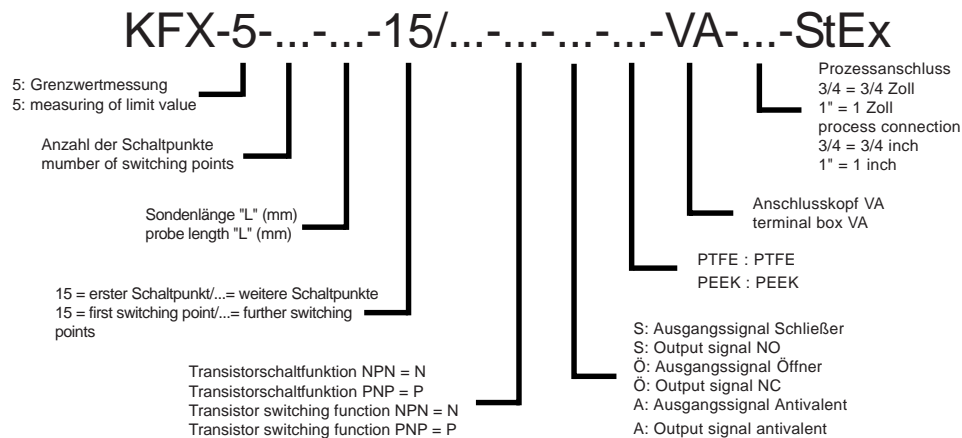 KFX-5-...-...-15/...-...-...-...-VA-...-StEx
5: Grenzwertmessung
5: measuring of limit value
Anzahl der Schaltpunkte
mumber of switching points
Sondenlänge "L" (mm)
probe length "L" (mm)
15 = erster Schaltpunkt/...= weitere Schaltpunkte
15 = first switching point/...= further switching
points
Transistorschaltfunktion NPN = N
Transistorschaltfunktion PNP = P
Transistor switching function NPN = N
Transistor switching function PNP = P
Prozessanschluss
3/4 = 3/4 Zoll
1" = 1 Zoll
process connection
3/4 = 3/4 inch
1" = 1 inch
Anschlusskopf VA
terminal box VA
PTFE : PTFE
PEEK : PEEK
S: Ausgangssignal Schließer
S: Output signal NO
Ö: Ausgangssignal Öffner
Ö: Output signal NC
A: Ausgangssignal Antivalent
A: Output signal antivalent